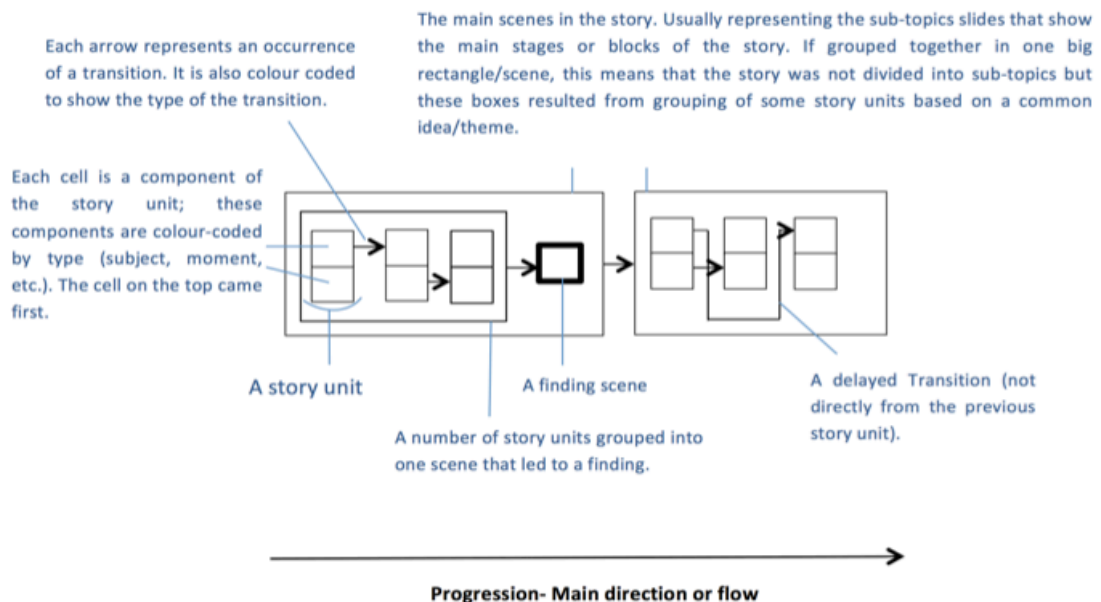 The main scenes in the story. Usually representing the sub-topics slides that show
the main stages or blocks of the story. If grouped together in one big
rectangle/scene, this means that the story was not divided into sub-topics but
these boxes resulted from grouping of some story units based on a common
idea/theme.
Each arrow represents an occurrence
of a transition. It is also colour coded
to show the type of the transition.
Each cell is a component of
the story unit; these
components are colour-coded
by type (subject, moment,
etc.). The cell on the top came
first.
A story unit
A finding scene
A delayed Transition (not
directly from the previous
story unit).
A number of story units grouped into
one scene that led to a finding.
Progression- Main direction or flow